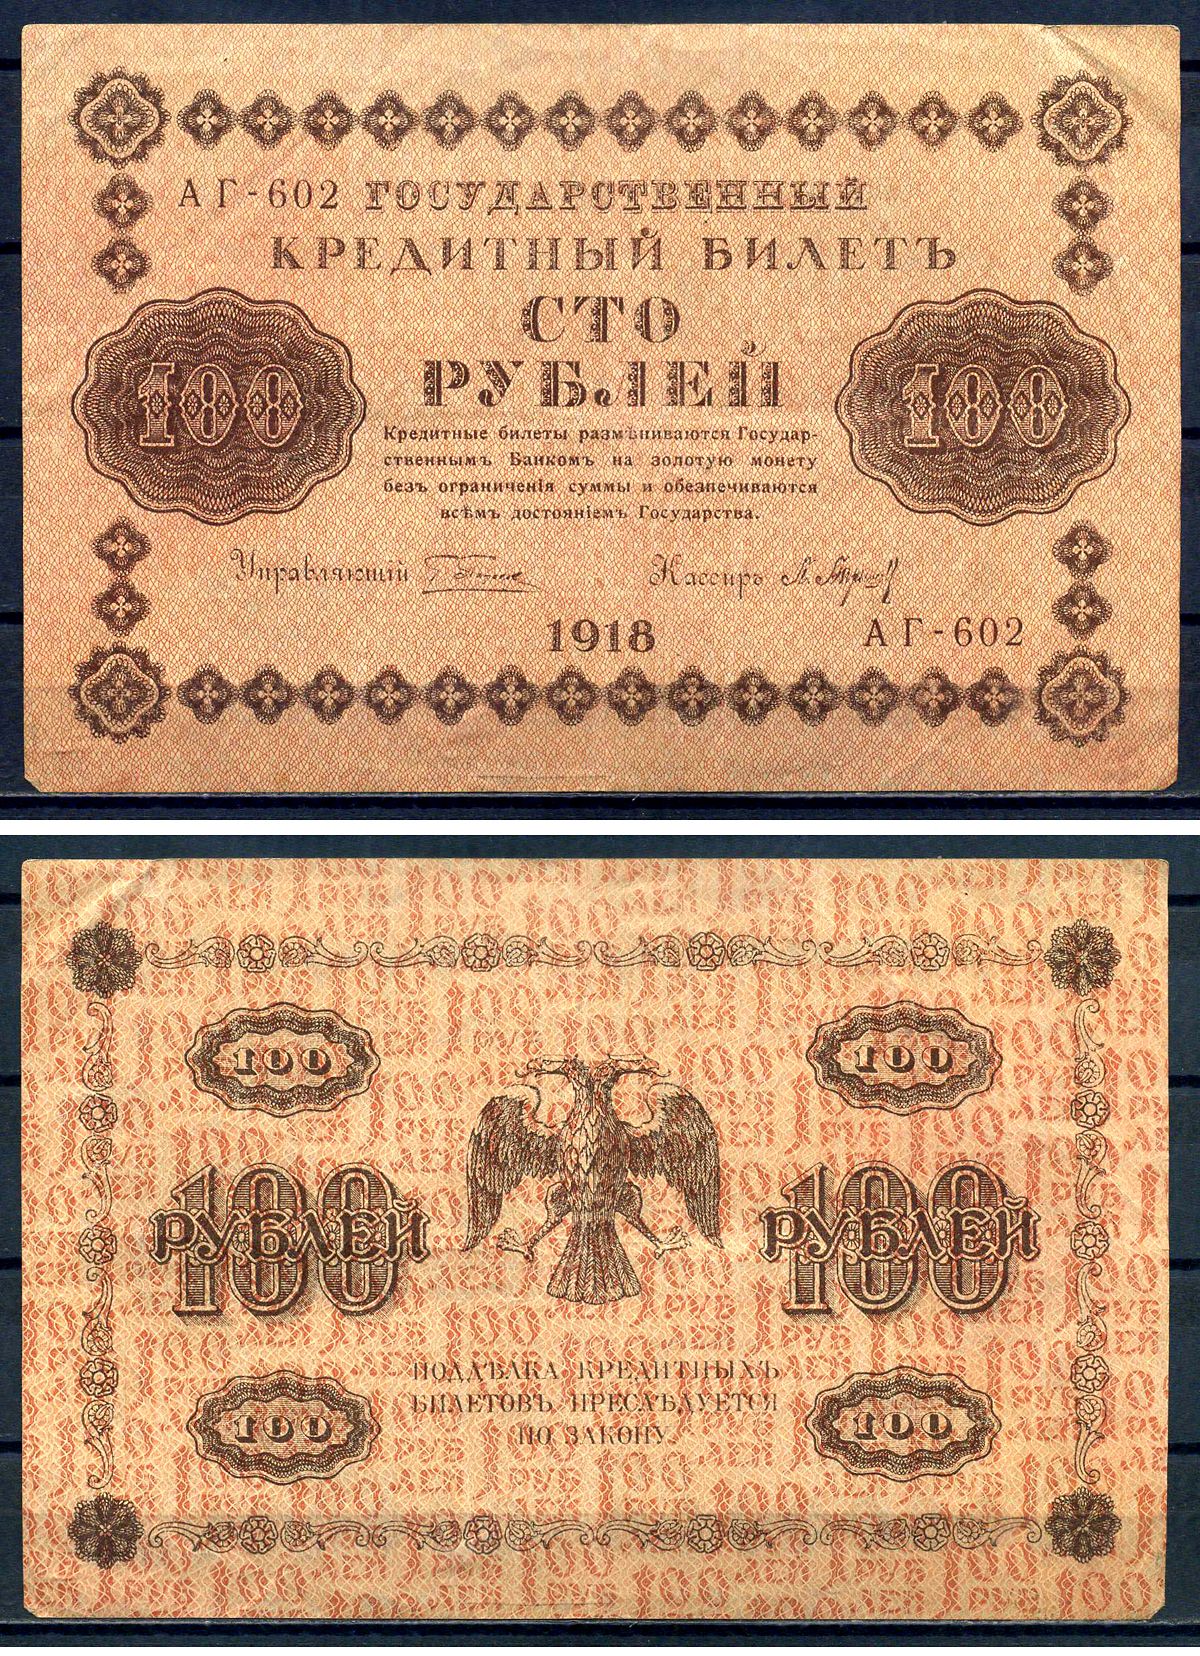 АГ-602 ГОСУДАРСТВЕННЫЙ
КРЕДИТНЫЙ БИЛЕТЪ
СТО
РУБЛЕЙ
100
100
Кредитные билеты размѣниваются Государ-
ственнымъ Банкомъ на золотую монету
безъ ограниченія суммы и обезпечиваются
всѣмъ достояніемъ Государства.
Управляющій
Кассиръ
1918
АГ-602
100
100
100
РУБЛЕЙ
100
РУБЛЕЙ
ПОДДѢЛКА КРЕДИТНЫХЪ
БИЛЕТОВЪ ПРЕСЛѢДУЕТСЯ
ПО ЗАКОНУ
100
100